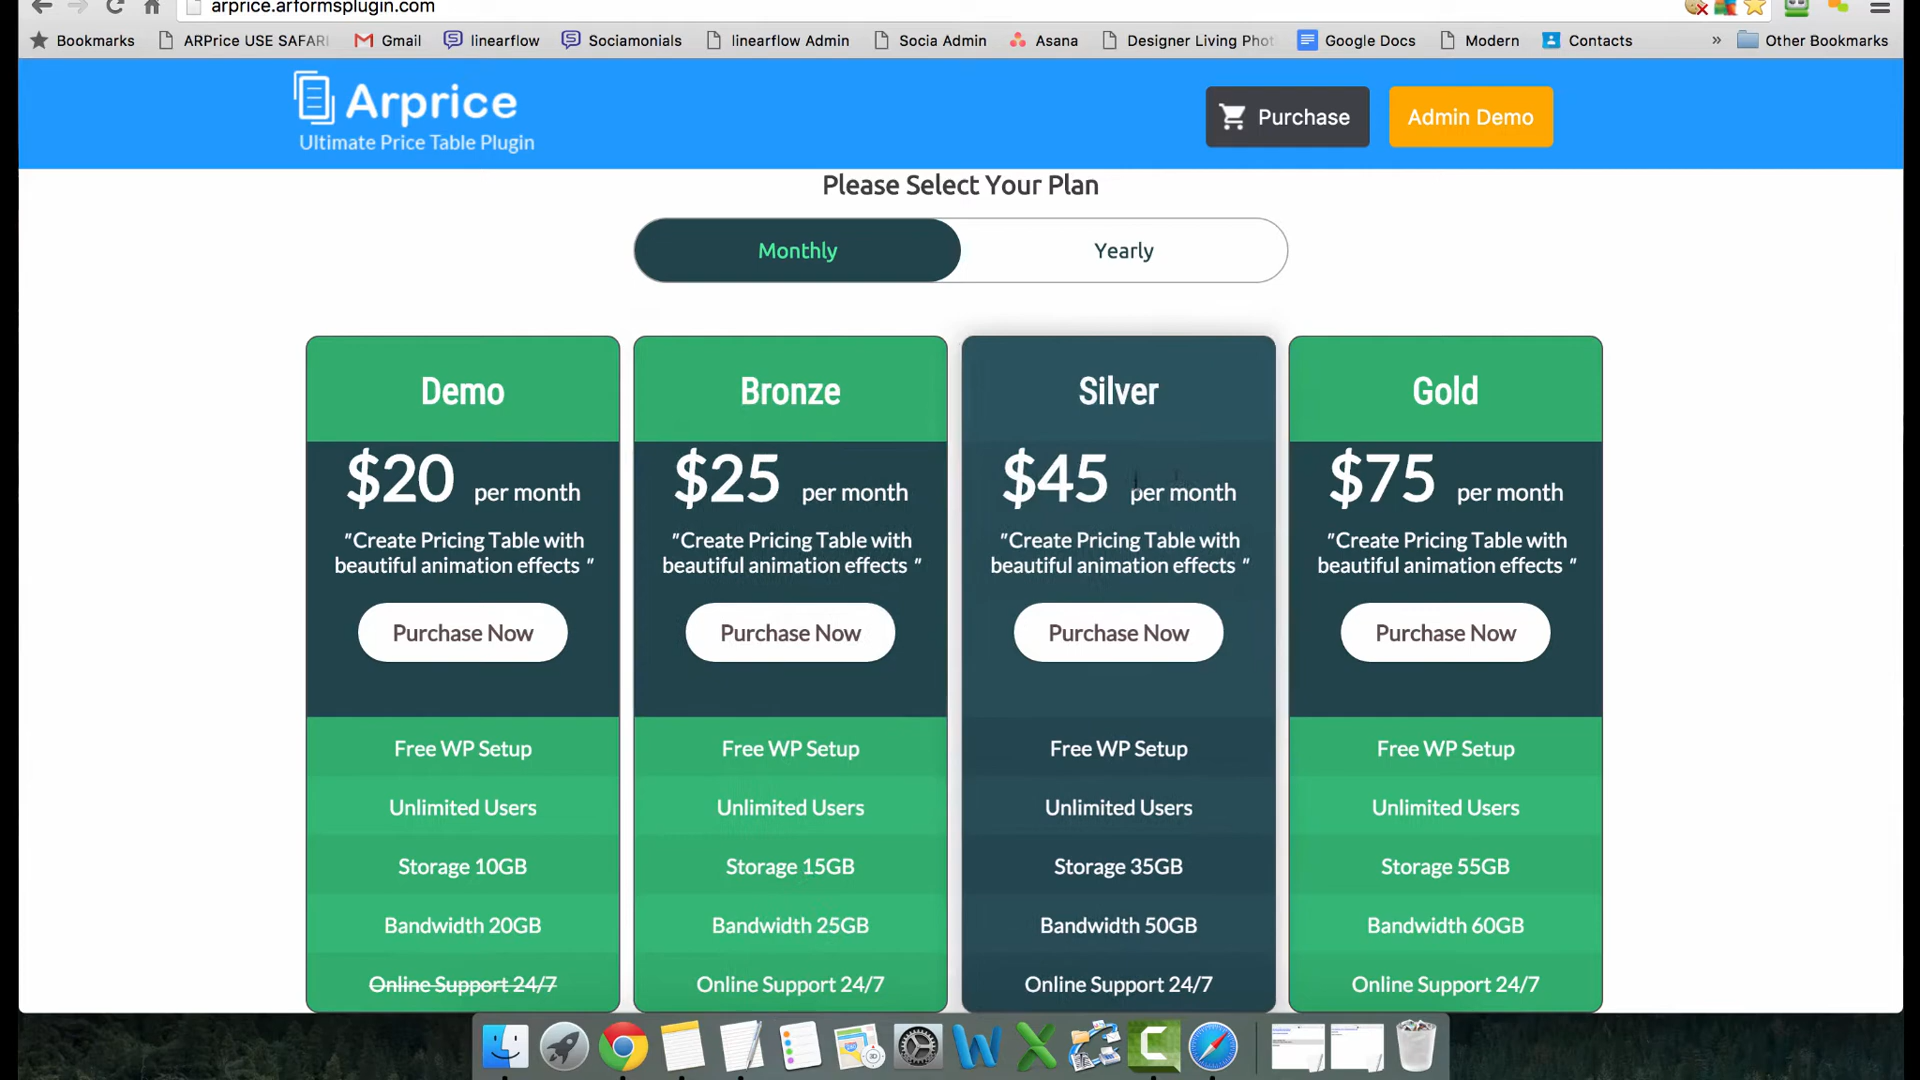 arprice.arformsplugin.com
Bookmarks ARPrice USE SAFARI Gmail linearflow Sociamonials linearflow Admin Socia Admin Asana Designer Living Phot Google Docs Modern Contacts » Other Bookmarks
Arprice
Ultimate Price Table Plugin
Purchase Admin Demo
Please Select Your Plan
Monthly Yearly
Demo Bronze Silver Gold
$20 per month $25 per month $45 per month $75 per month
"Create Pricing Table with "Create Pricing Table with "Create Pricing Table with "Create Pricing Table with
beautiful animation effects " beautiful animation effects " beautiful animation effects " beautiful animation effects "
Purchase Now Purchase Now Purchase Now Purchase Now
Free WP Setup Free WP Setup Free WP Setup Free WP Setup
Unlimited Users Unlimited Users Unlimited Users Unlimited Users
Storage 10GB Storage 15GB Storage 35GB Storage 55GB
Bandwidth 20GB Bandwidth 25GB Bandwidth 50GB Bandwidth 60GB
Online Support 24/7 Online Support 24/7 Online Support 24/7 Online Support 24/7